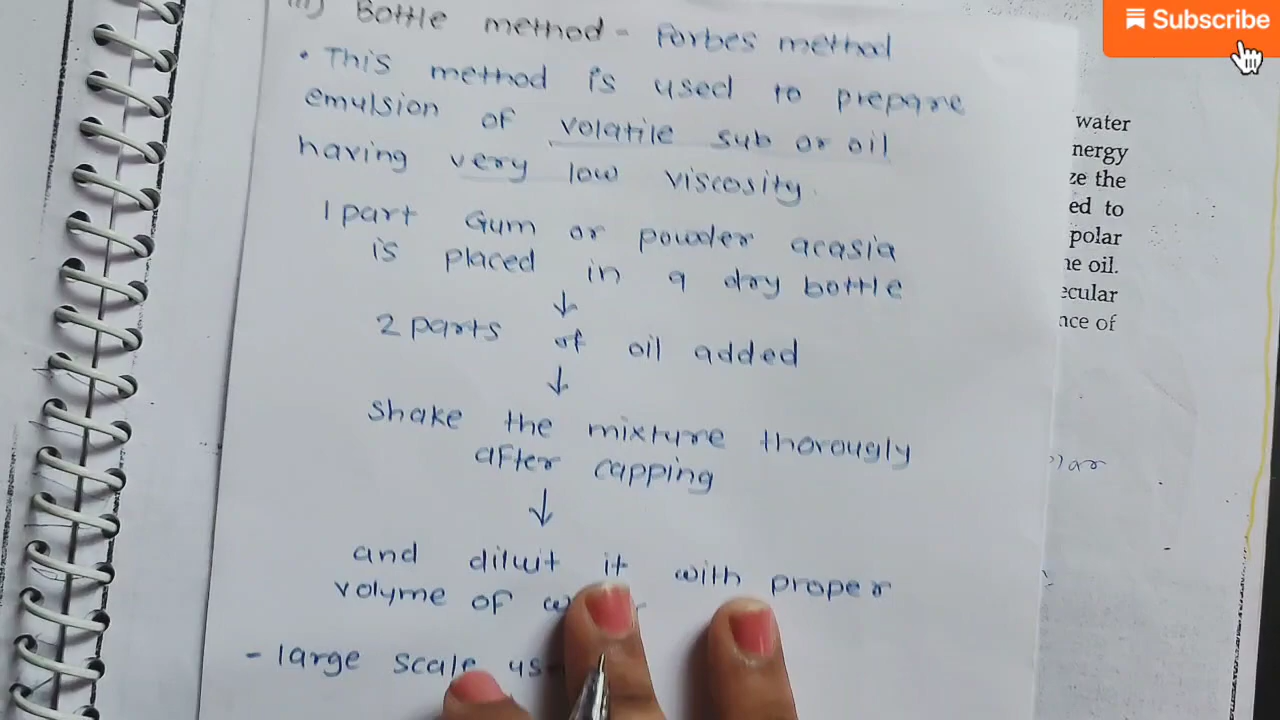 iii) Bottle method - Forbes method
• This method is used to prepare
emulsion of volatile sub or oil
having very low viscosity.
1 part Gum or powder acasia
is placed in a dry bottle
↓
2 parts of oil added
↓
shake the mixture thorougly
after capping
↓
and diluit it with proper
volyme of
- large scale
Subscribe
water
nergy
ze the
ed to
polar
ne oil.
ecular
nce of